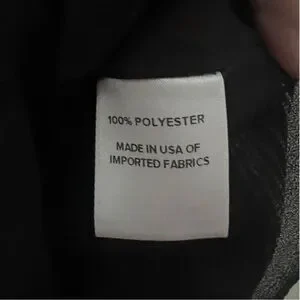 100% POLYESTER
MADE IN USA OF
IMPORTED FABRICS